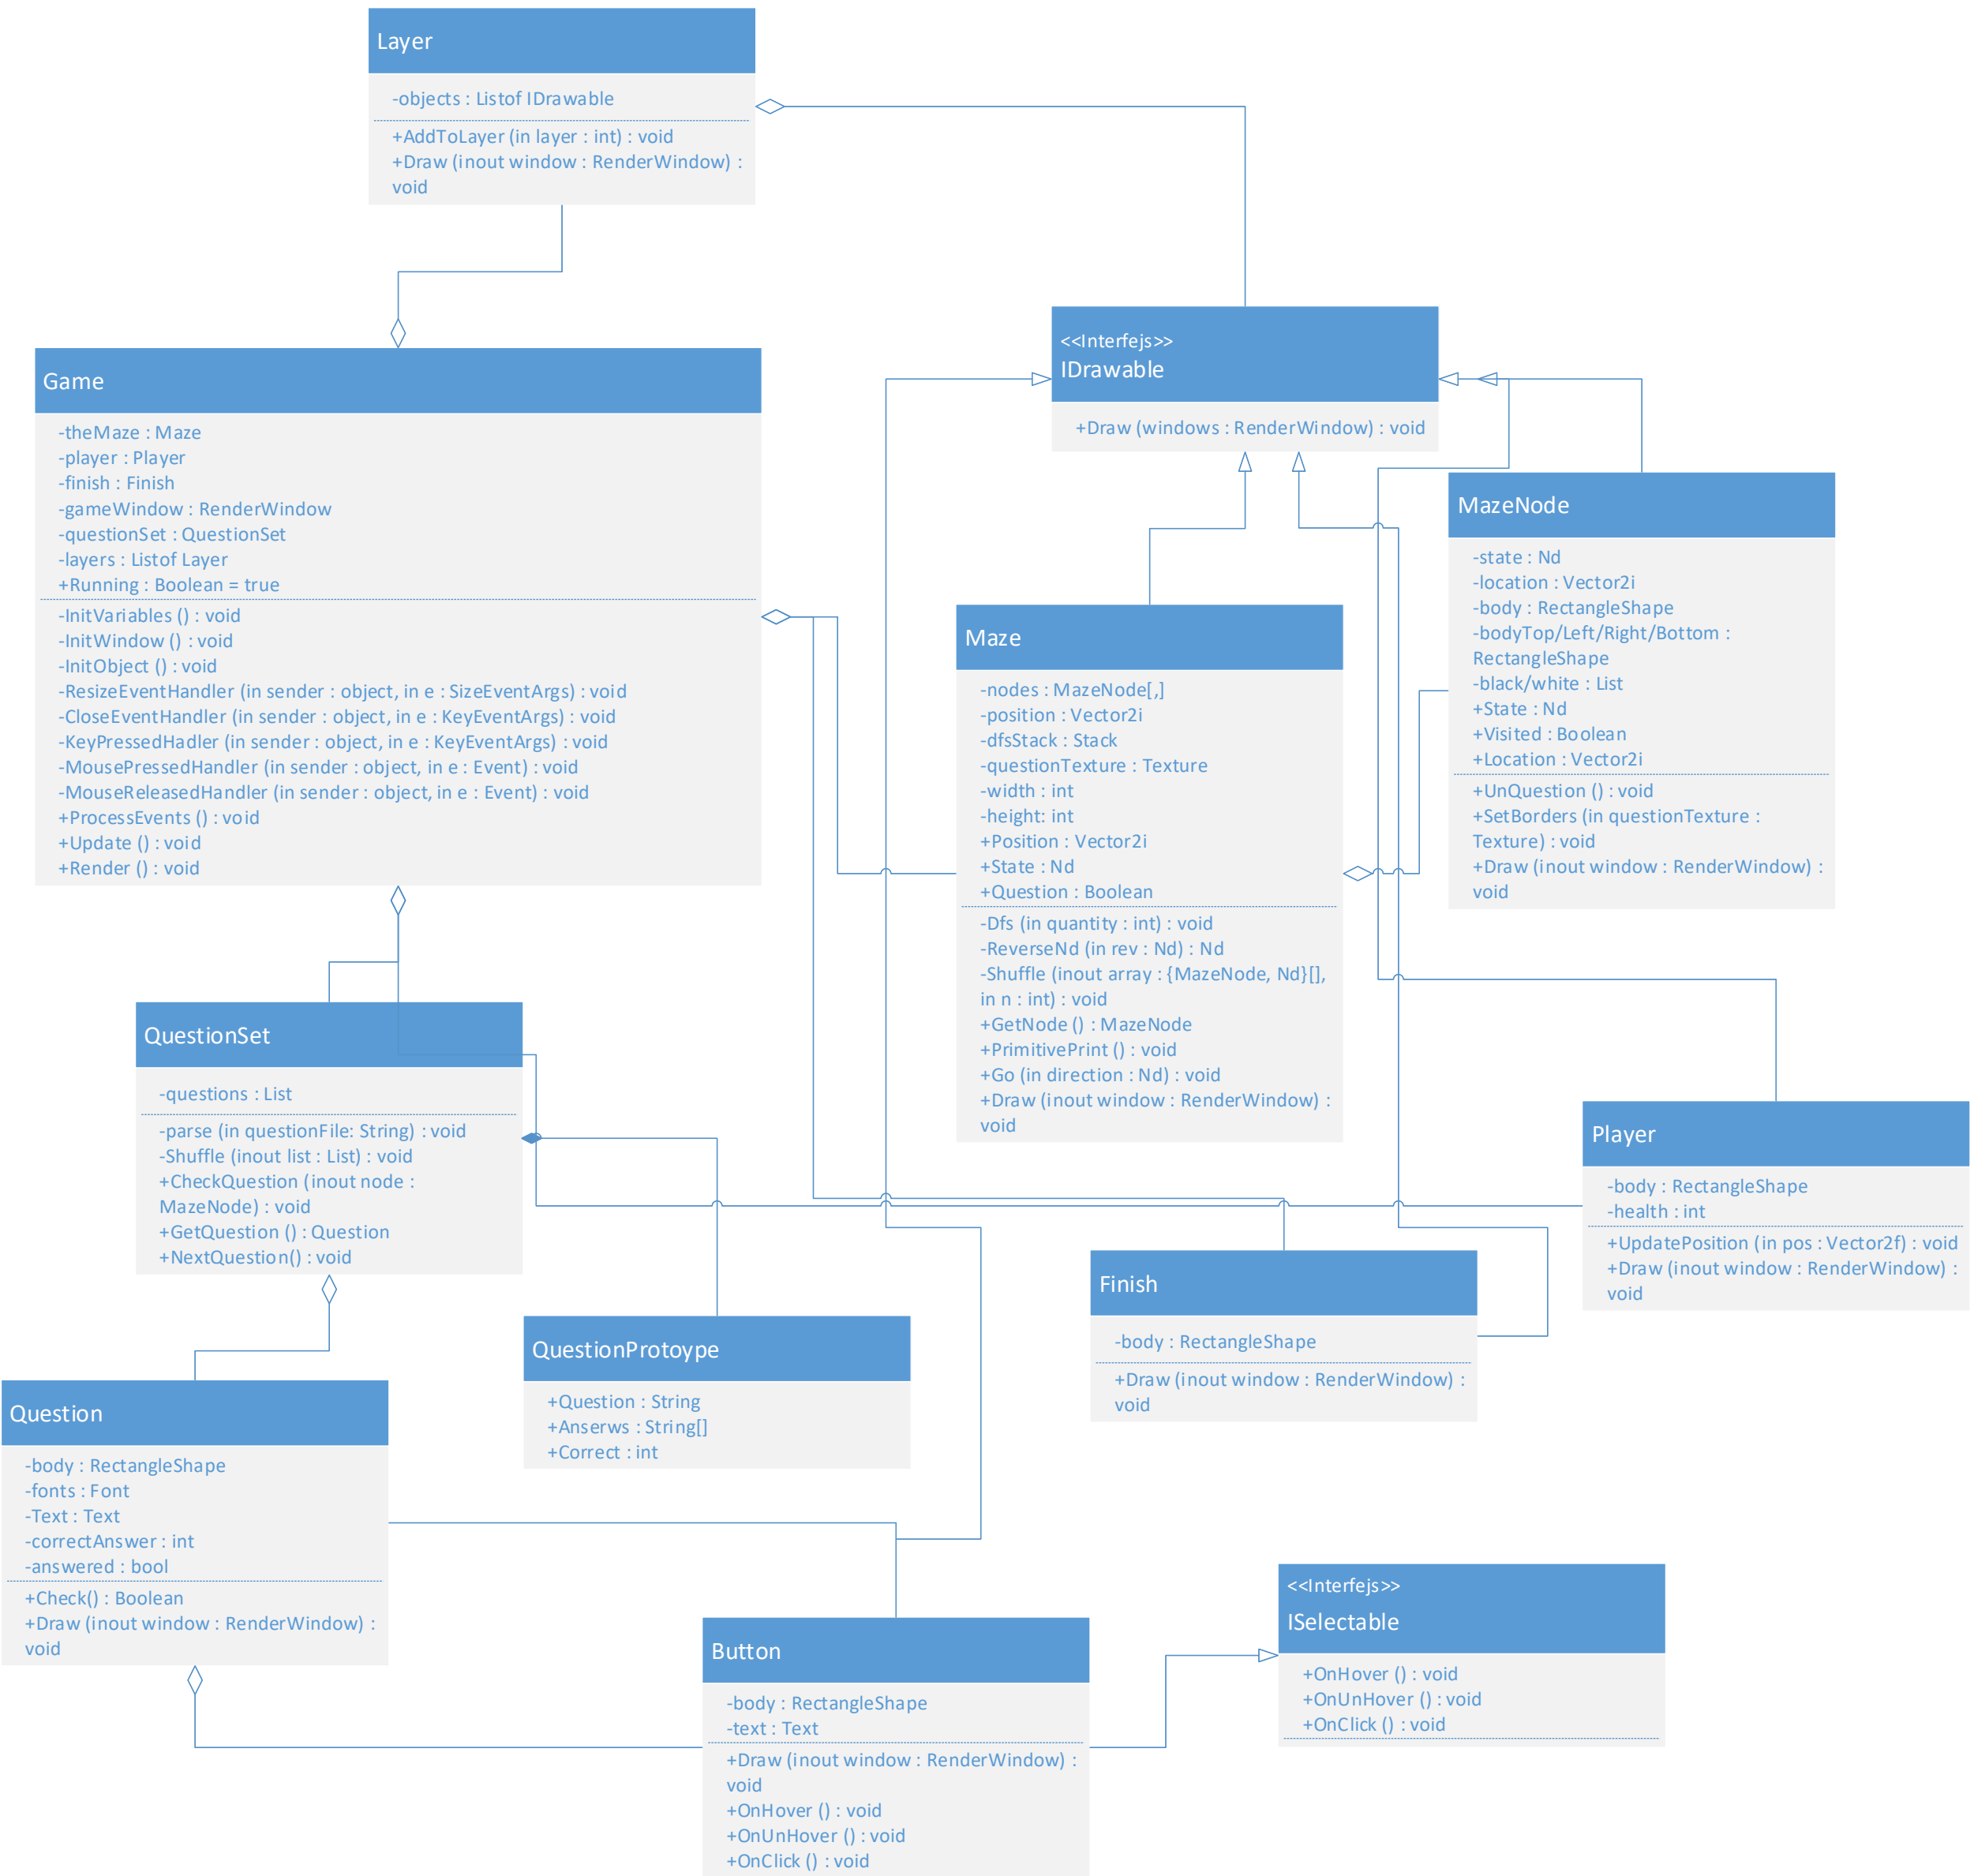 Layer
-objects : Listof IDrawable
+AddToLayer (in layer : int) : void
+Draw (inout window : RenderWindow) :
void
<<Interfejs>>
IDrawable
+Draw (windows : RenderWindow) : void
Game
-theMaze : Maze
-player : Player
-finish : Finish
-gameWindow : RenderWindow
-questionSet : QuestionSet
-layers : Listof Layer
+Running : Boolean = true
-InitVariables () : void
-InitWindow () : void
-InitObject () : void
-ResizeEventHandler (in sender : object, in e : SizeEventArgs) : void
-CloseEventHandler (in sender : object, in e : KeyEventArgs) : void
-KeyPressedHadler (in sender : object, in e : KeyEventArgs) : void
-MousePressedHandler (in sender : object, in e : Event) : void
-MouseReleasedHandler (in sender : object, in e : Event) : void
+ProcessEvents () : void
+Update () : void
+Render () : void
MazeNode
-state : Nd
-location : Vector2i
-body : RectangleShape
-bodyTop/Left/Right/Bottom :
RectangleShape
-black/white : List
+State : Nd
+Visited : Boolean
+Location : Vector2i
+UnQuestion () : void
+SetBorders (in questionTexture :
Texture) : void
+Draw (inout window : RenderWindow) :
void
Maze
-nodes : MazeNode[,]
-position : Vector2i
-dfsStack : Stack
-questionTexture : Texture
-width : int
-height: int
+Position : Vector2i
+State : Nd
+Question : Boolean
-Dfs (in quantity : int) : void
-ReverseNd (in rev : Nd) : Nd
-Shuffle (inout array : {MazeNode, Nd}[],
in n : int) : void
+GetNode () : MazeNode
+PrimitivePrint () : void
+Go (in direction : Nd) : void
+Draw (inout window : RenderWindow) :
void
QuestionSet
-questions : List
-parse (in questionFile: String) : void
-Shuffle (inout list : List) : void
+CheckQuestion (inout node :
MazeNode) : void
+GetQuestion () : Question
+NextQuestion() : void
Player
-body : RectangleShape
-health : int
+UpdatePosition (in pos : Vector2f) : void
+Draw (inout window : RenderWindow) :
void
Finish
-body : RectangleShape
+Draw (inout window : RenderWindow) :
void
QuestionProtoype
+Question : String
+Anserws : String[]
+Correct : int
Question
-body : RectangleShape
-fonts : Font
-Text : Text
-correctAnswer : int
-answered : bool
+Check() : Boolean
+Draw (inout window : RenderWindow) :
void
<<Interfejs>>
ISelectable
+OnHover () : void
+OnUnHover () : void
+OnClick () : void
Button
-body : RectangleShape
-text : Text
+Draw (inout window : RenderWindow) :
void
+OnHover () : void
+OnUnHover () : void
+OnClick () : void